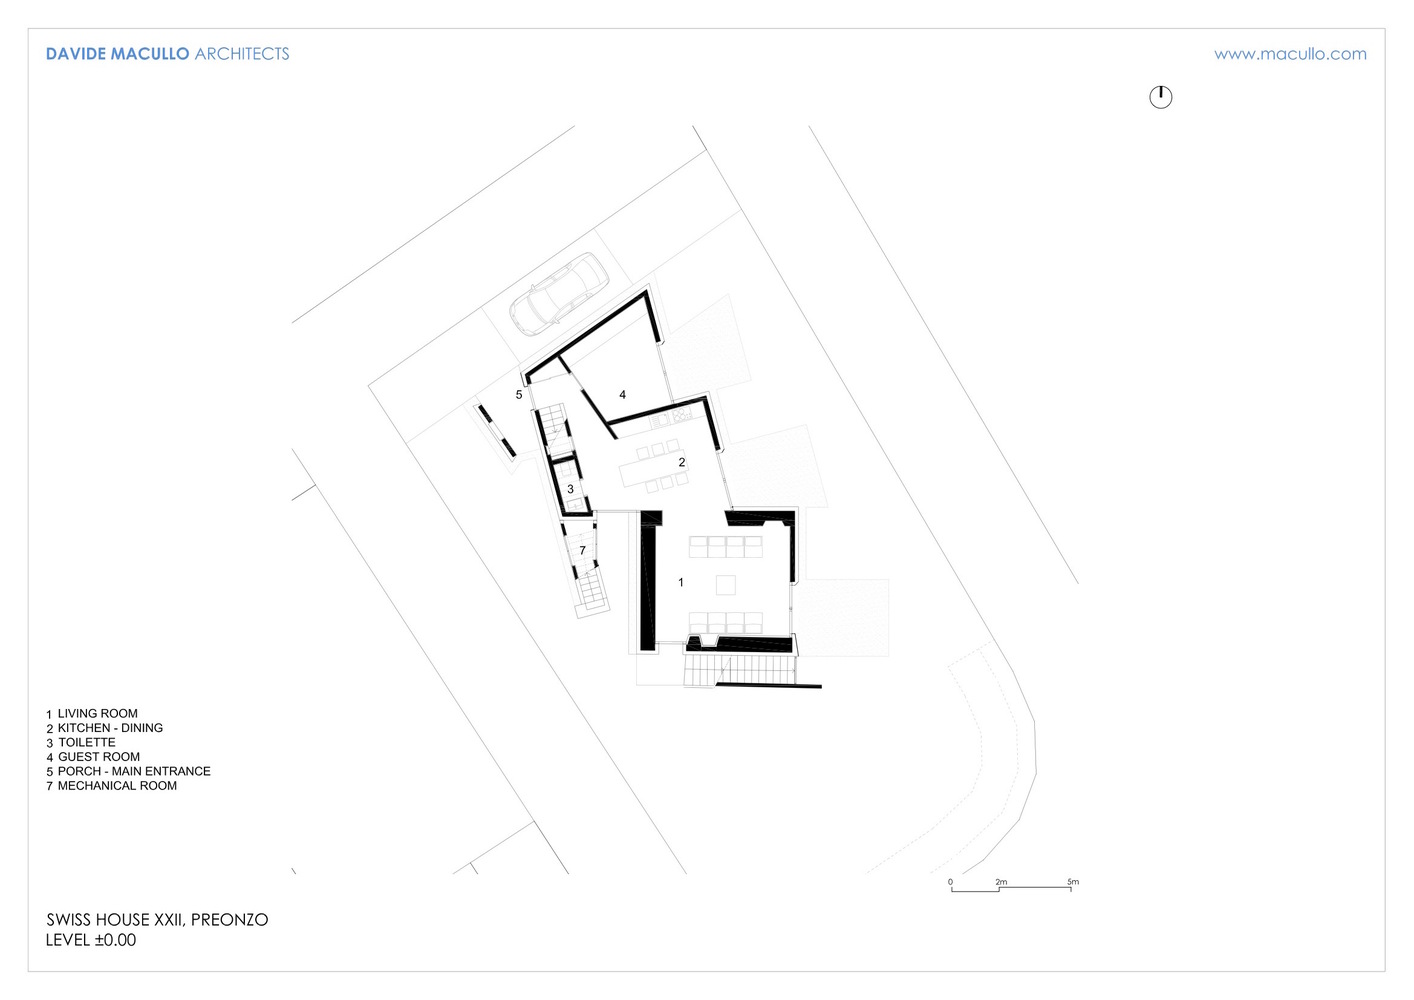 DAVIDE MACULLO ARCHITECTS
www.macullo.com
5
4
2
3
7
1
1 LIVING ROOM
2 KITCHEN - DINING
3 TOILETTE
4 GUEST ROOM
5 PORCH - MAIN ENTRANCE
7 MECHANICAL ROOM
0 2m 5m
SWISS HOUSE XXII, PREONZO
LEVEL ±0.00